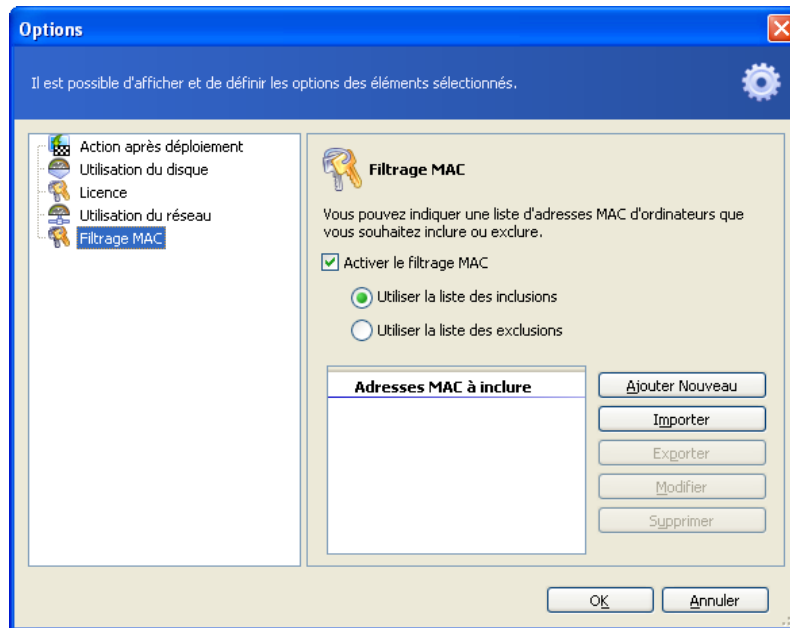 Options
Il est possible d'afficher et de définir les options des éléments sélectionnés.
Action après déploiement
Utilisation du disque
Licence
Utilisation du réseau
Filtrage MAC
Filtrage MAC
Vous pouvez indiquer une liste d'adresses MAC d'ordinateurs que
vous souhaitez inclure ou exclure.
Activer le filtrage MAC
Utiliser la liste des inclusions
Utiliser la liste des exclusions
Adresses MAC à inclure
Ajouter Nouveau
Importer
Exporter
Modifier
Supprimer
OK
Annuler